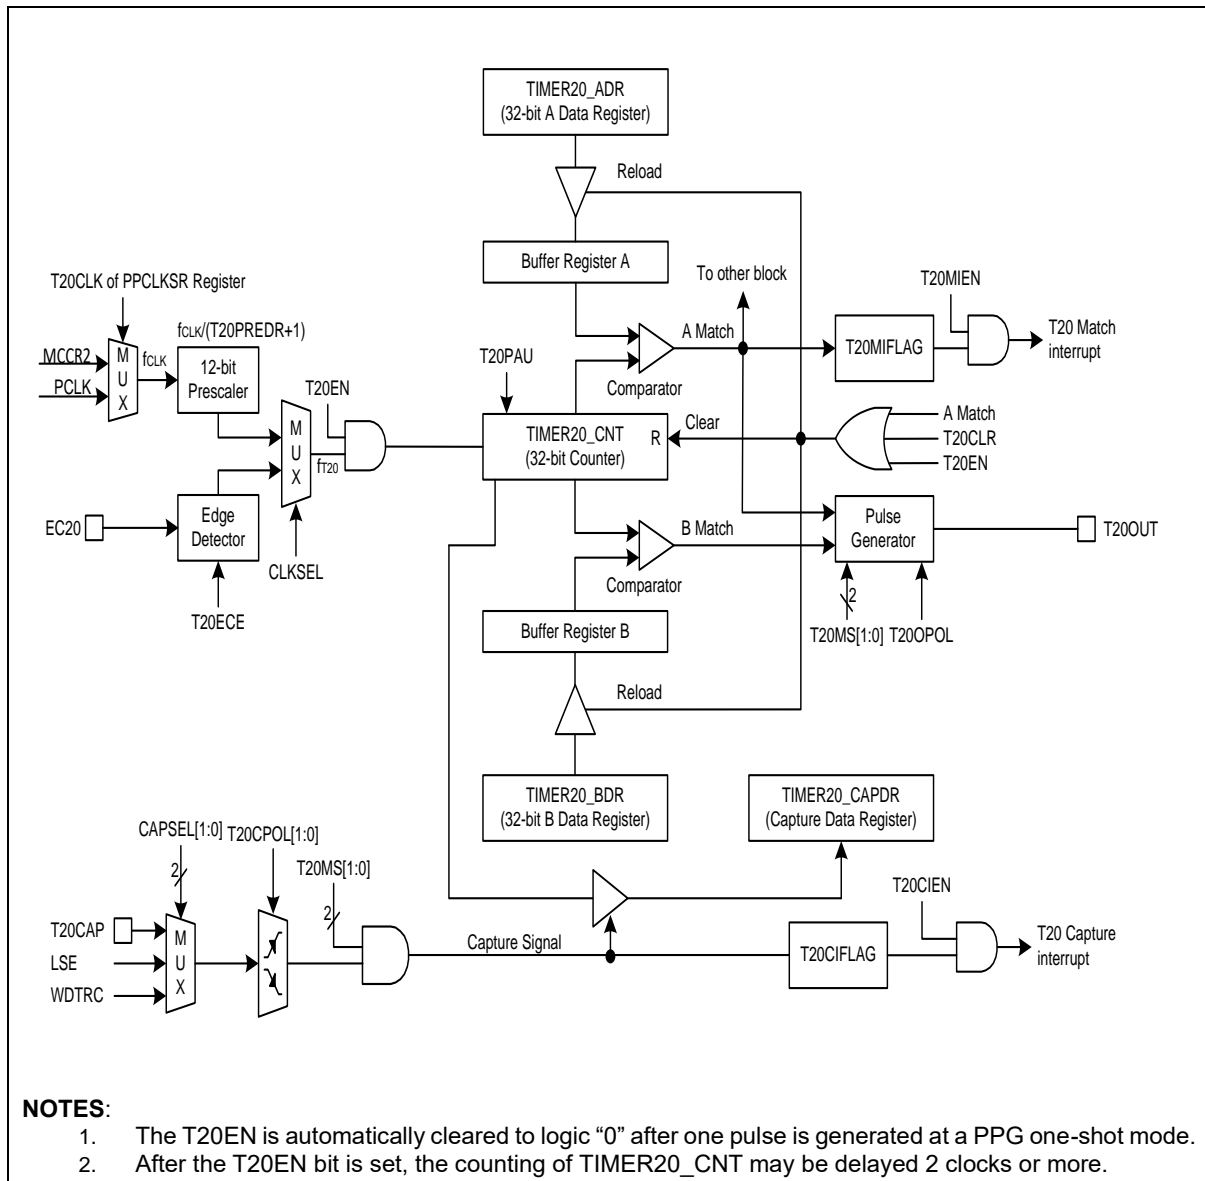 TIMER20_ADR
(32-bit A Data Register)
Reload
Buffer Register A
T20CLK of PPCLKSR Register
To other block
T20MIEN
fCLK/(T20PREDR+1)
MCCR2
PCLK
M
U
X
fCLK
12-bit
Prescaler
T20PAU
A Match
Comparator
T20MIFLAG
T20 Match
interrupt
T20EN
M
U
X
fT20
TIMER20_CNT
(32-bit Counter)
R
Clear
A Match
T20CLR
T20EN
EC20
Edge
Detector
CLKSEL
T20ECE
B Match
Comparator
Pulse
Generator
T20OUT
2
T20MS[1:0]
T20OPOL
Buffer Register B
Reload
TIMER20_BDR
(32-bit B Data Register)
TIMER20_CAPDR
(Capture Data Register)
CAPSEL[1:0]
T20CPOL[1:0]
T20MS[1:0]
2
2
T20CAP
LSE
WDTRC
M
U
X
Capture Signal
T20CIEN
T20CIFLAG
T20 Capture
interrupt
NOTES:
1. The T20EN is automatically cleared to logic “0” after one pulse is generated at a PPG one-shot mode.
2. After the T20EN bit is set, the counting of TIMER20_CNT may be delayed 2 clocks or more.